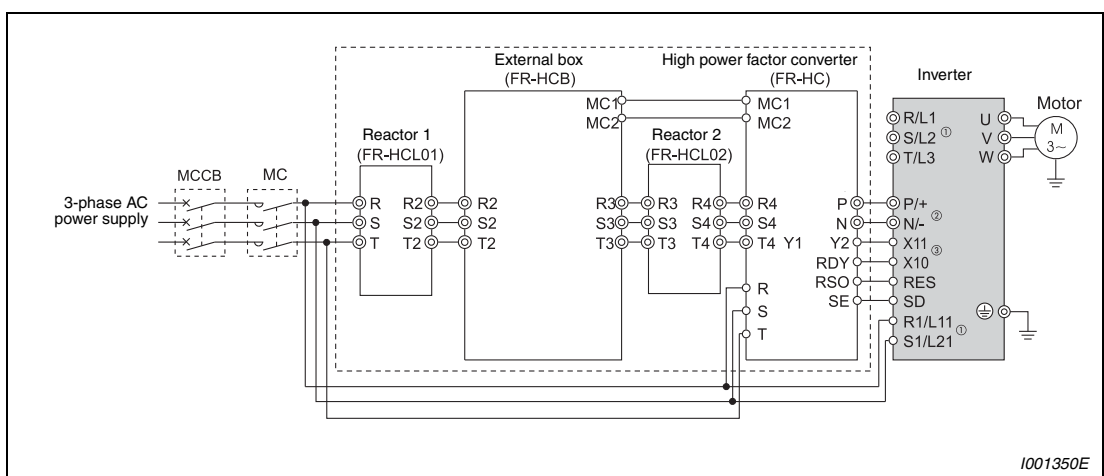 External box
(FR-HCB)
High power factor converter
(FR-HC)
Inverter
Motor
MC1
MC2
MC1
MC2
R/L1
S/L2 ①
T/L3
U
V
W
M
3~
Reactor 1
(FR-HCL01)
Reactor 2
(FR-HCL02)
MCCB
MC
3-phase AC
power supply
R R2 R2 R3 R3 R4 R4 P P/+
S S2 S2 S3 S3 S4 S4 N N/- ②
T T2 T2 T3 T3 T4 T4 Y1 Y2 X11 ③
RDY X10
RSO RES
R SE SD
S R1/L11 ①
T S1/L21
I001350E